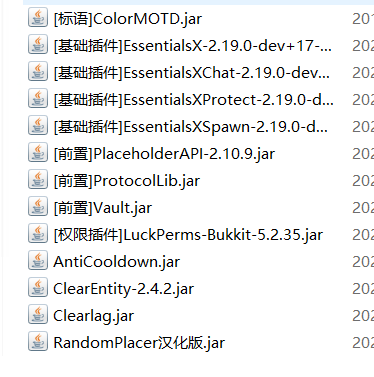 [标语]ColorMOTD.jar 201
[基础插件]EssentialsX-2.19.0-dev+17-... 202
[基础插件]EssentialsXChat-2.19.0-dev... 202
[基础插件]EssentialsXProtect-2.19.0-d... 202
[基础插件]EssentialsXSpawn-2.19.0-d... 202
[前置]PlaceholderAPI-2.10.9.jar 202
[前置]ProtocolLib.jar 202
[前置]Vault.jar 202
[权限插件]LuckPerms-Bukkit-5.2.35.jar 202
AntiCooldown.jar 202
ClearEntity-2.4.2.jar 202
Clearlag.jar 202
RandomPlacer汉化版.jar 202